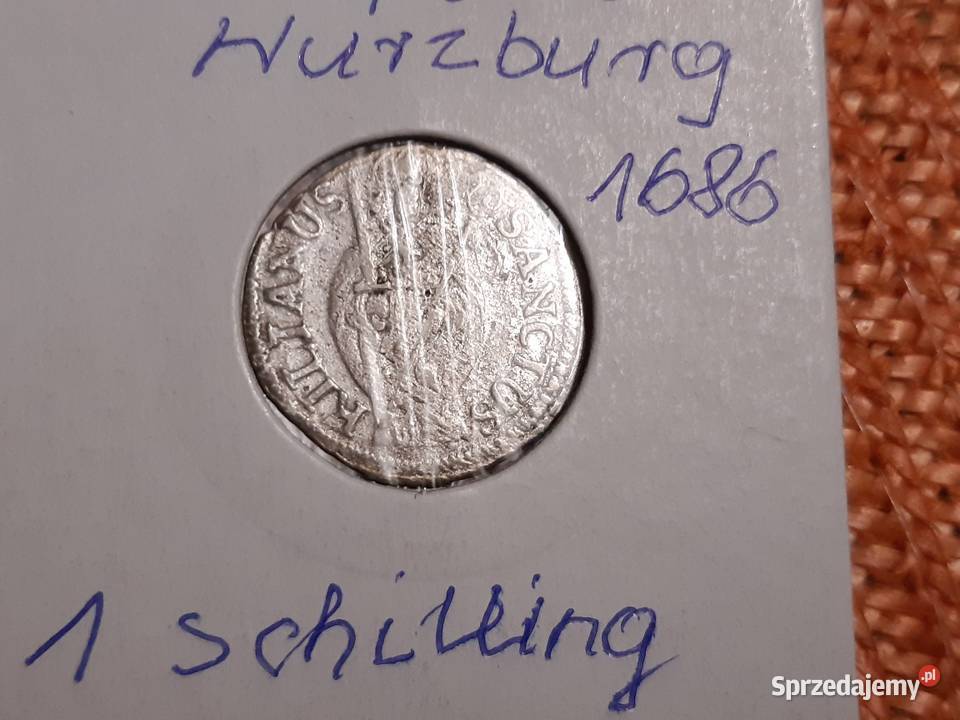 Wurzburg
1686
SANCTUS
KILIANUS
1 Schilling
Sprzedajemy.pl